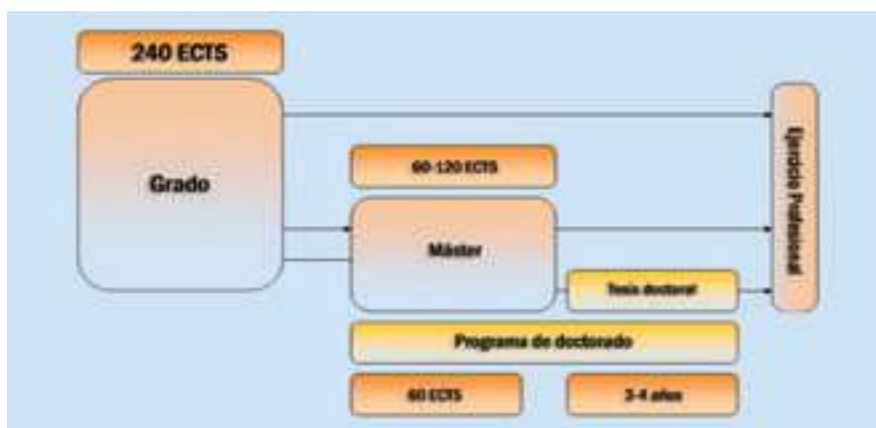 240 ECTS
Grado
60-120 ECTS
Máster
Tesis doctoral
Ejercicio Profesional
Programa de doctorado
60 ECTS
3-4 años